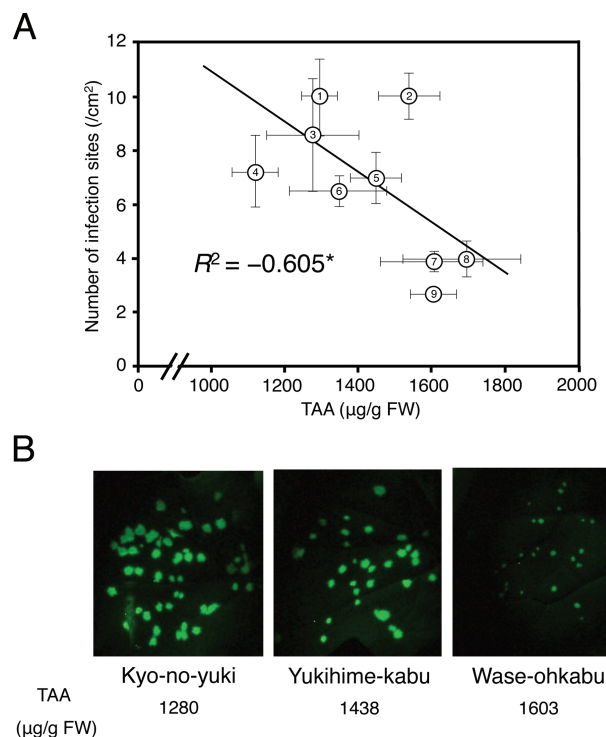 A
12
10
8
6
4
2
0
Number of infection sites (/cm²)
1
2
3
4
5
6
7
8
9
R² = −0.605*
0
1000
1200
1400
1600
1800
2000
TAA (μg/g FW)
B
Kyo-no-yuki
Yukihime-kabu
Wase-ohkabu
TAA
(μg/g FW)
1280
1438
1603